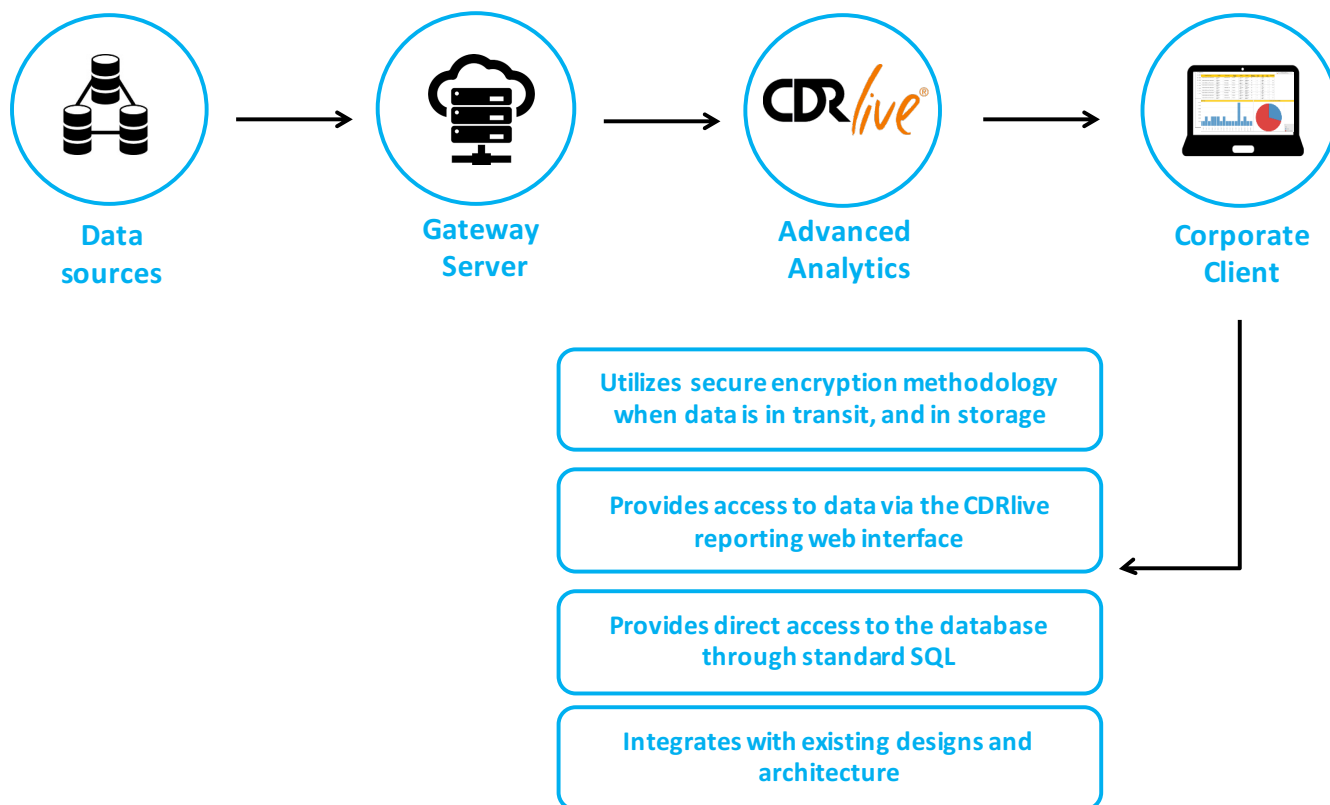 CDR live®
Data
sources
Gateway
Server
Advanced
Analytics
Corporate
Client
Utilizes secure encryption methodology
when data is in transit, and in storage
Provides access to data via the CDRlive
reporting web interface
Provides direct access to the database
through standard SQL
Integrates with existing designs and
architecture